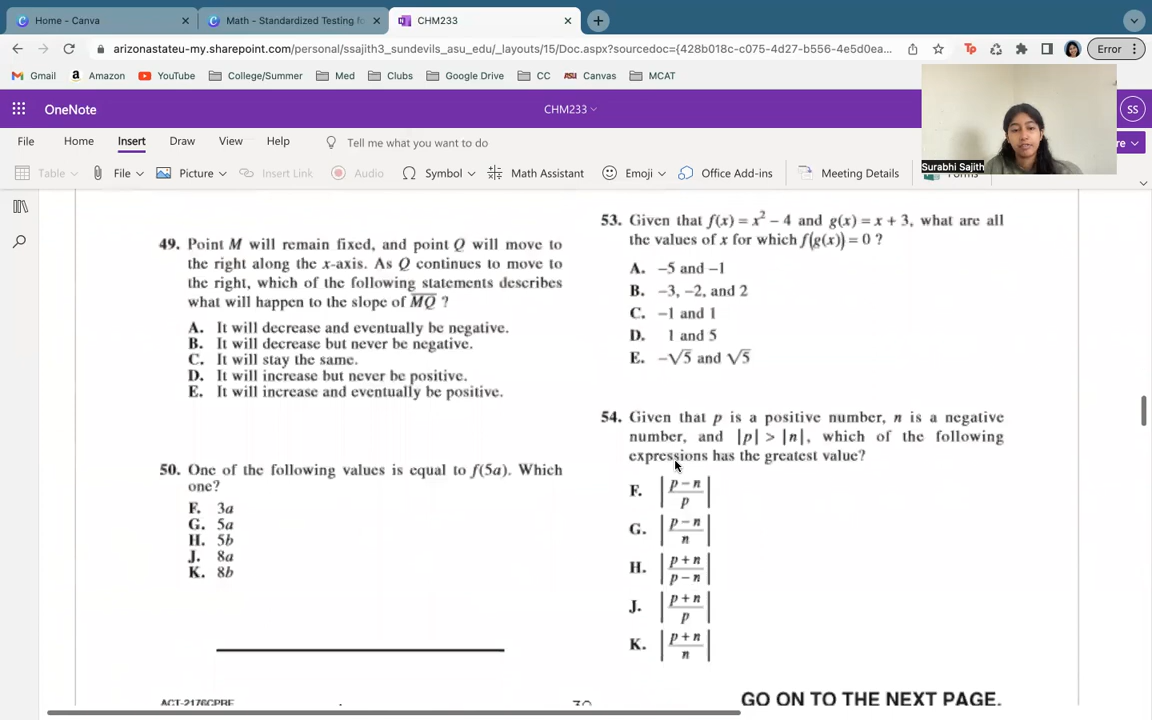 Home - Canva
Math - Standardized Testing fo
CHM233
arizonastateu-my.sharepoint.com/personal/ssajith3_sundevils_asu_edu/_layouts/15/Doc.aspx?sourcedoc={428b018c-c075-4d27-b556-4e5d0ea...
Error
Gmail
Amazon
YouTube
College/Summer
Med
Clubs
Google Drive
CC
ASU Canvas
MCAT
OneNote
CHM233
SS
File
Home
Insert
Draw
View
Help
Tell me what you want to do
Surabhi Sajith
Table
File
Picture
Insert Link
Audio
Symbol
Math Assistant
Emoji
Office Add-ins
Meeting Details
49. Point M will remain fixed, and point Q will move to
the right along the x-axis. As Q continues to move to
the right, which of the following statements describes
what will happen to the slope of MQ̅ ?
A. It will decrease and eventually be negative.
B. It will decrease but never be negative.
C. It will stay the same.
D. It will increase but never be positive.
E. It will increase and eventually be positive.
50. One of the following values is equal to f(5a). Which
one?
F. 3a
G. 5a
H. 5b
J. 8a
K. 8b
ACT-2176CPRE
53. Given that f(x) = x² − 4 and g(x) = x + 3, what are all
the values of x for which f(g(x)) = 0 ?
A. −5 and −1
B. −3, −2, and 2
C. −1 and 1
D. 1 and 5
E. −√5 and √5
54. Given that p is a positive number, n is a negative
number, and |p| > |n|, which of the following
expressions has the greatest value?
F. |(p − n)/p|
G. |(p − n)/n|
H. |(p + n)/(p − n)|
J. |(p + n)/p|
K. |(p + n)/n|
GO ON TO THE NEXT PAGE.